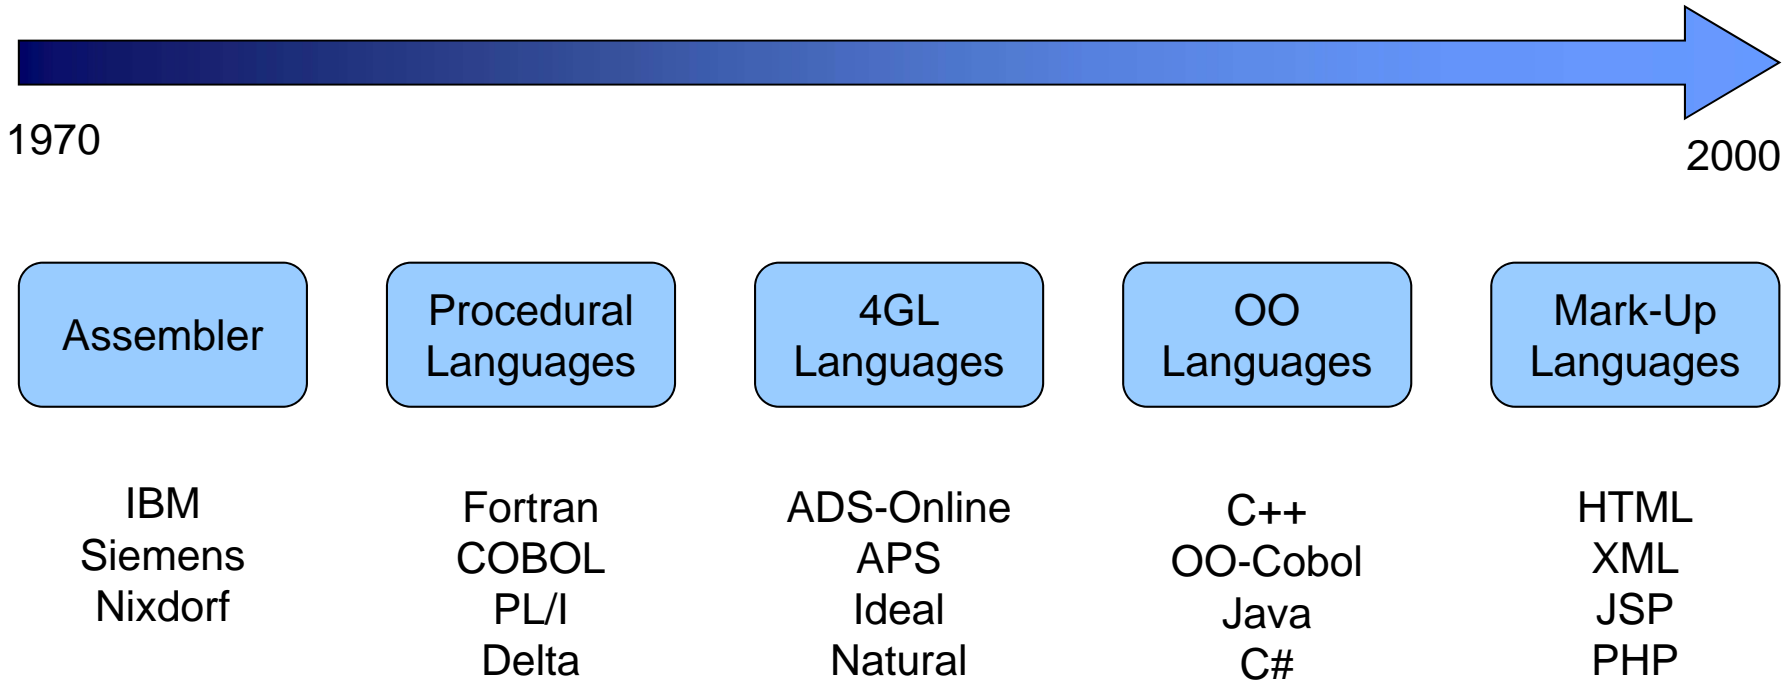 1970
2000
Assembler
Procedural
Languages
4GL
Languages
OO
Languages
Mark-Up
Languages
IBM
Siemens
Nixdorf
Fortran
COBOL
PL/I
Delta
ADS-Online
APS
Ideal
Natural
C++
OO-Cobol
Java
C#
HTML
XML
JSP
PHP